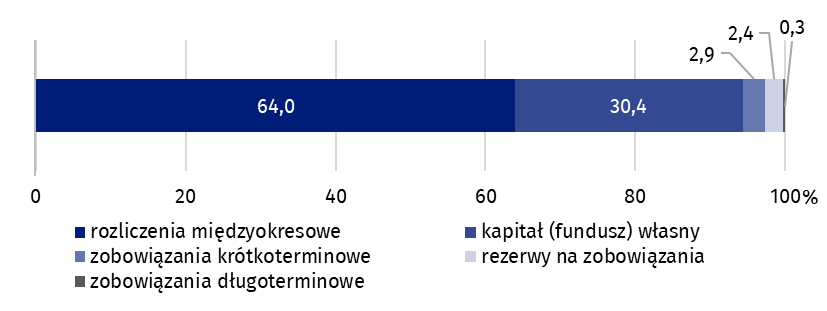 0,3
2,4
2,9
64,0 30,4
0 20 40 60 80 100%
rozliczenia międzyokresowe kapitał (fundusz) własny
zobowiązania krótkoterminowe rezerwy na zobowiązania
zobowiązania długoterminowe